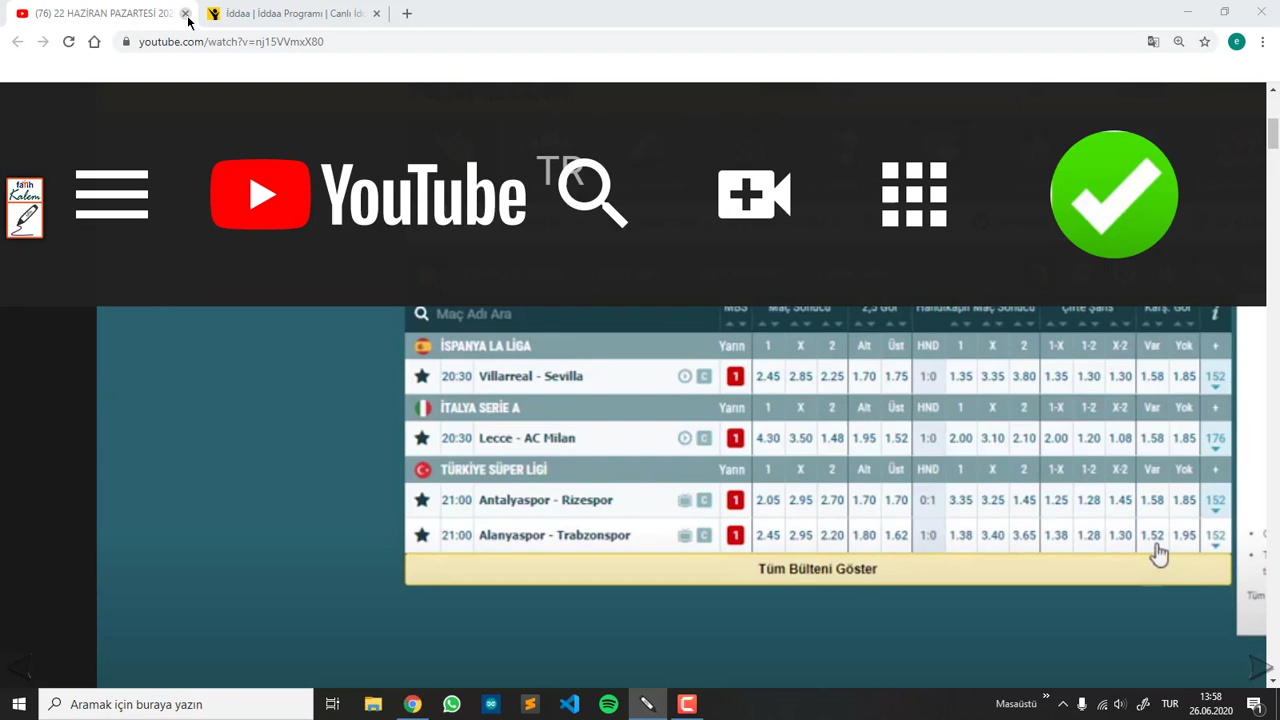 (76) 22 HAZİRAN PAZARTESİ 202
İddaa | İddaa Programı | Canlı İd
youtube.com/watch?v=nj15VVmxX80
e
fatih
Kalem
YouTube TR
Maç Adı Ara MBS Maç Sonucu 2,5 Gol Handikaplı Maç Sonucu Çifte Şans Karş. Gol i
İSPANYA LA LİGA Yarın 1 X 2 Alt Üst HND 1 X 2 1-X 1-2 X-2 Var Yok +
20:30 Villarreal - Sevilla C 1 2.45 2.85 2.25 1.70 1.75 1:0 1.35 3.35 3.80 1.35 1.30 1.30 1.58 1.85 152
İTALYA SERİE A Yarın 1 X 2 Alt Üst HND 1 X 2 1-X 1-2 X-2 Var Yok +
20:30 Lecce - AC Milan C 1 4.30 3.50 1.48 1.95 1.52 1:0 2.00 3.10 2.10 2.00 1.20 1.08 1.58 1.85 176
TÜRKİYE SÜPER LİGİ Yarın 1 X 2 Alt Üst HND 1 X 2 1-X 1-2 X-2 Var Yok +
21:00 Antalyaspor - Rizespor C 1 2.05 2.95 2.70 1.70 1.70 0:1 3.35 3.25 1.45 1.25 1.28 1.45 1.58 1.85 152
21:00 Alanyaspor - Trabzonspor C 1 2.45 2.95 2.20 1.80 1.62 1:0 1.38 3.40 3.65 1.38 1.28 1.30 1.52 1.95 152
Tüm Bülteni Göster
Tüm
Aramak için buraya yazın
Masaüstü
TUR
13:58
26.06.2020